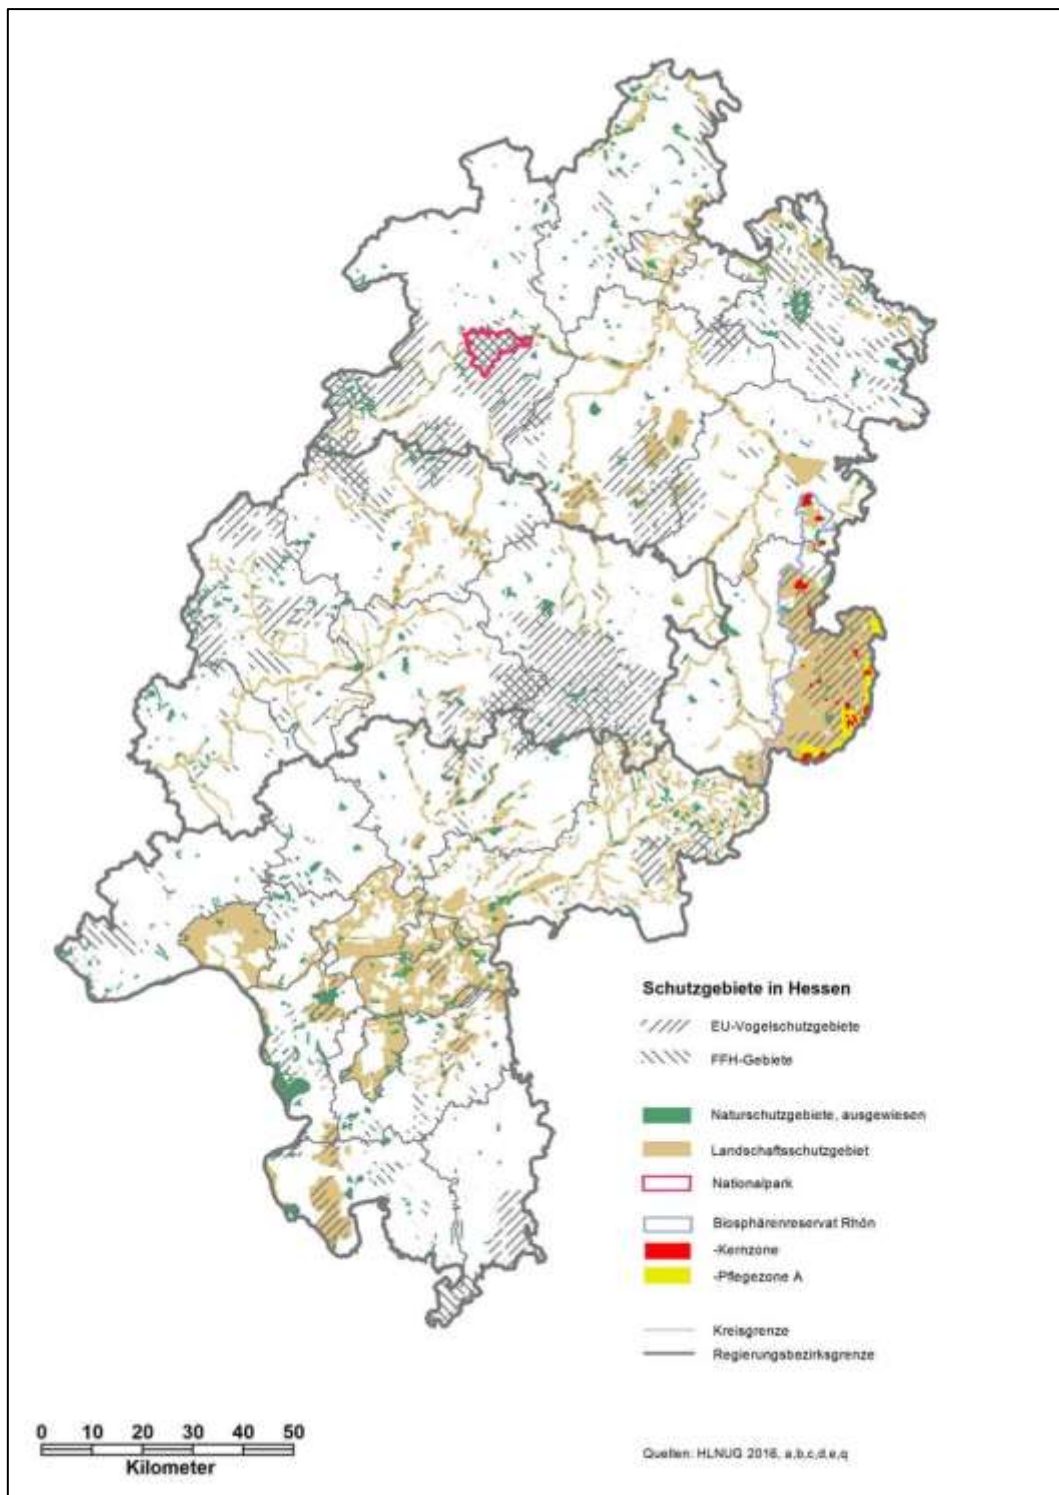 Schutzgebiete in Hessen
EU-Vogelschutzgebiete
FFH-Gebiete
Naturschutzgebiete, ausgewiesen
Landschaftsschutzgebiet
Nationalpark
Biosphärenreservat Rhön
-Kernzone
-Pflegezone A
Kreisgrenze
Regierungsbezirksgrenze
0 10 20 30 40 50
Kilometer
Quellen: HLNUG 2016, a,b,c,d,e,q